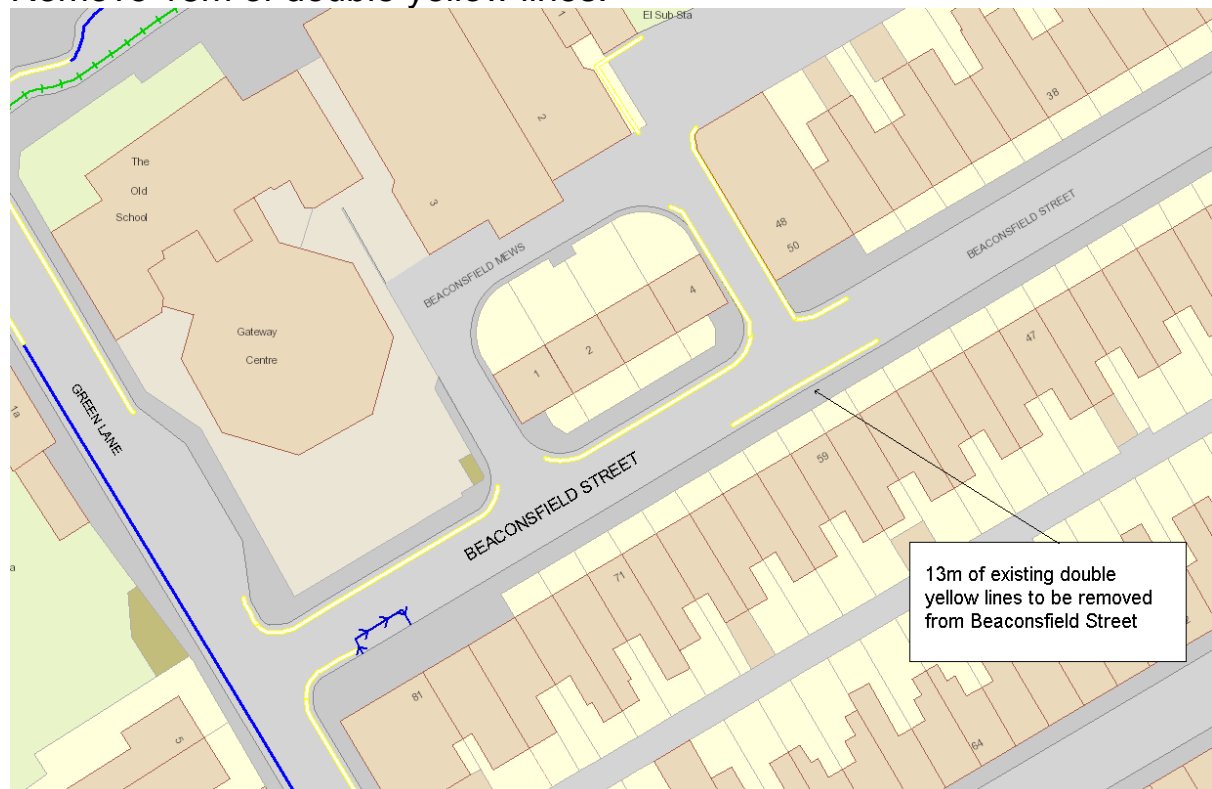 El Sub Sta
1
2
38
The
Old
School
3
48
50
BEACONSFIELD STREET
BEACONSFIELD MEWS
4
Gateway
Centre
2
47
1
1a
GREEN LANE
59
BEACONSFIELD STREET
71
13m of existing double
yellow lines to be removed
from Beaconsfield Street
a
81
5
64